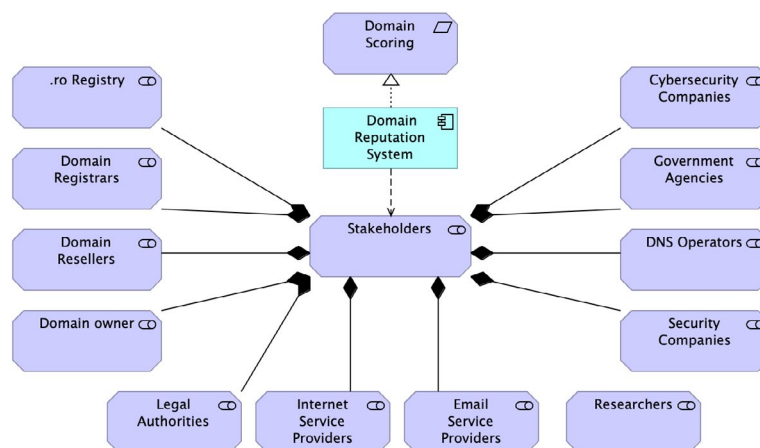 Domain
Scoring
.ro Registry
Cybersecurity
Companies
Domain
Reputation
System
Domain
Registrars
Government
Agencies
Stakeholders
Domain
Resellers
DNS Operators
Domain owner
Security
Companies
Legal
Authorities
Internet
Service
Providers
Email
Service
Providers
Researchers